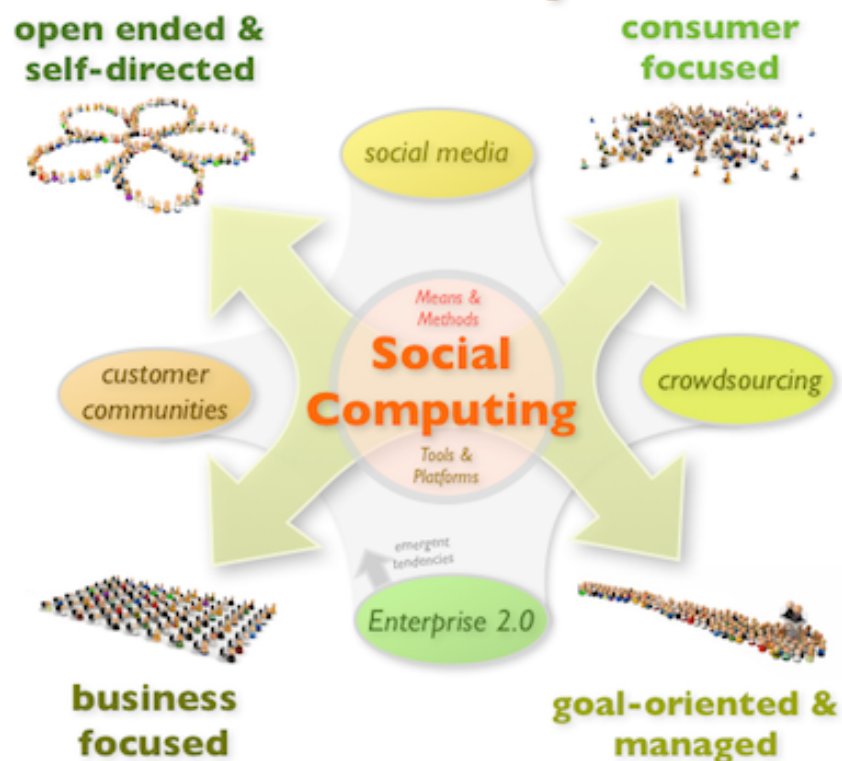 open ended &
self-directed
consumer
focused
social media
Means &
Methods
Social
Computing
customer
communities
crowdsourcing
Tools &
Platforms
emergent
tendencies
Enterprise 2.0
business
focused
goal-oriented &
managed